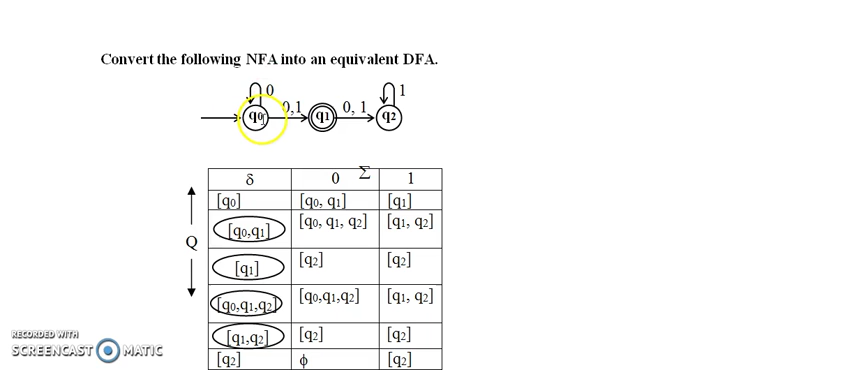 Convert the following NFA into an equivalent DFA.
0 0,1 0, 1 1
q0 q1 q2
δ 0 Σ 1
[q0] [q0, q1] [q1]
[q0,q1] [q0, q1, q2] [q1, q2]
Q
[q1] [q2] [q2]
[q0,q1,q2] [q0,q1,q2] [q1, q2]
[q1,q2] [q2] [q2]
[q2] ϕ [q2]
RECORDED WITH
SCREENCAST MATIC